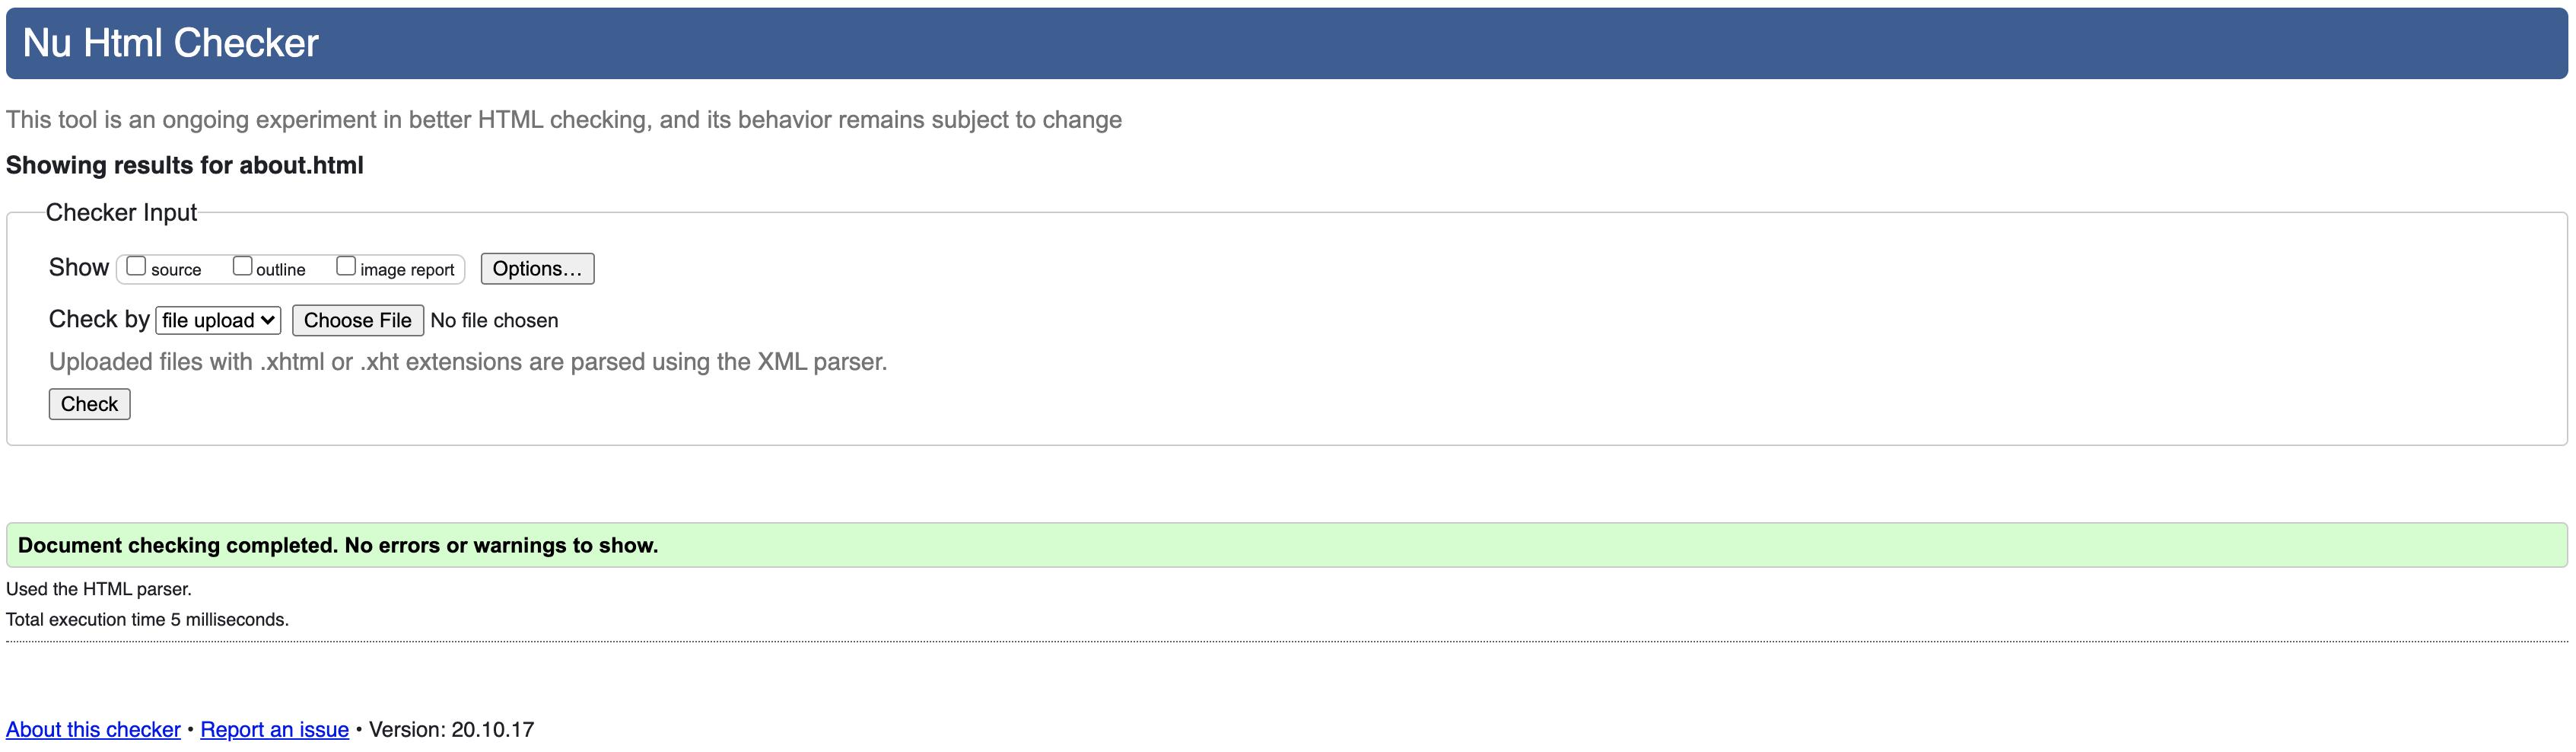 Nu Html Checker
This tool is an ongoing experiment in better HTML checking, and its behavior remains subject to change
Showing results for about.html
Checker Input
Show source outline image report Options…
Check by file upload Choose File No file chosen
Uploaded files with .xhtml or .xht extensions are parsed using the XML parser.
Check
Document checking completed. No errors or warnings to show.
Used the HTML parser.
Total execution time 5 milliseconds.
About this checker • Report an issue • Version: 20.10.17